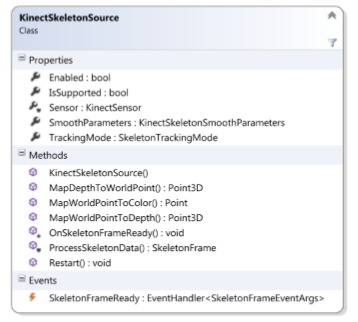 KinectSkeletonSource
Class
Properties
Enabled : bool
IsSupported : bool
Sensor : KinectSensor
SmoothParameters : KinectSkeletonSmoothParameters
TrackingMode : SkeletonTrackingMode
Methods
KinectSkeletonSource()
MapDepthToWorldPoint() : Point3D
MapWorldPointToColor() : Point
MapWorldPointToDepth() : Point3D
OnSkeletonFrameReady() : void
ProcessSkeletonData() : SkeletonFrame
Restart() : void
Events
SkeletonFrameReady : EventHandler<SkeletonFrameEventArgs>